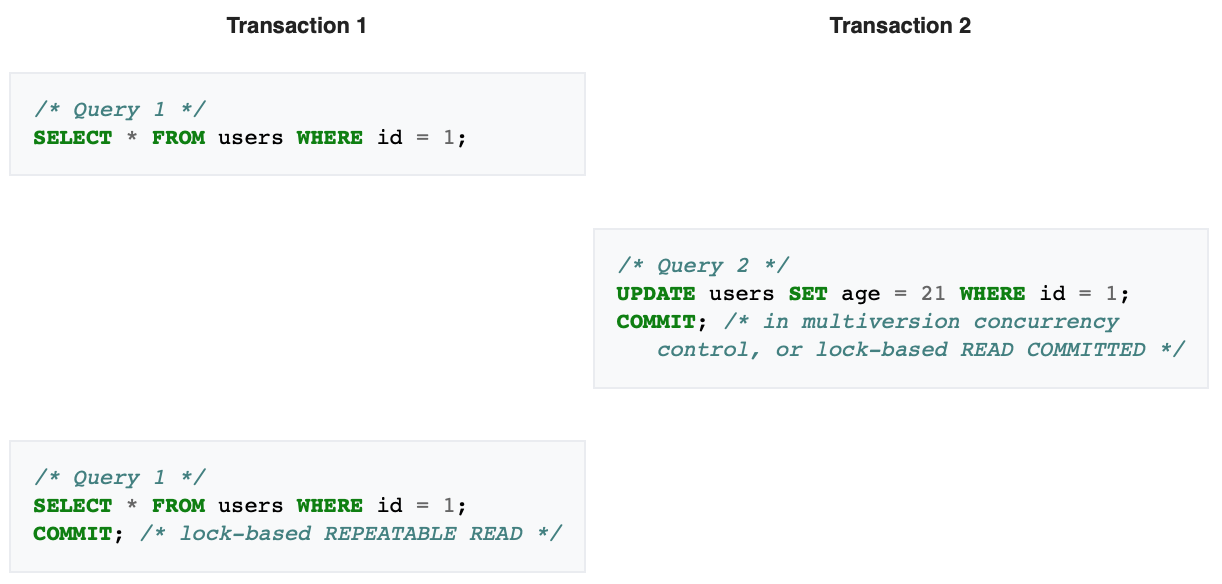 Transaction 1
Transaction 2
/* Query 1 */
SELECT * FROM users WHERE id = 1;
/* Query 2 */
UPDATE users SET age = 21 WHERE id = 1;
COMMIT; /* in multiversion concurrency
control, or lock-based READ COMMITTED */
/* Query 1 */
SELECT * FROM users WHERE id = 1;
COMMIT; /* lock-based REPEATABLE READ */